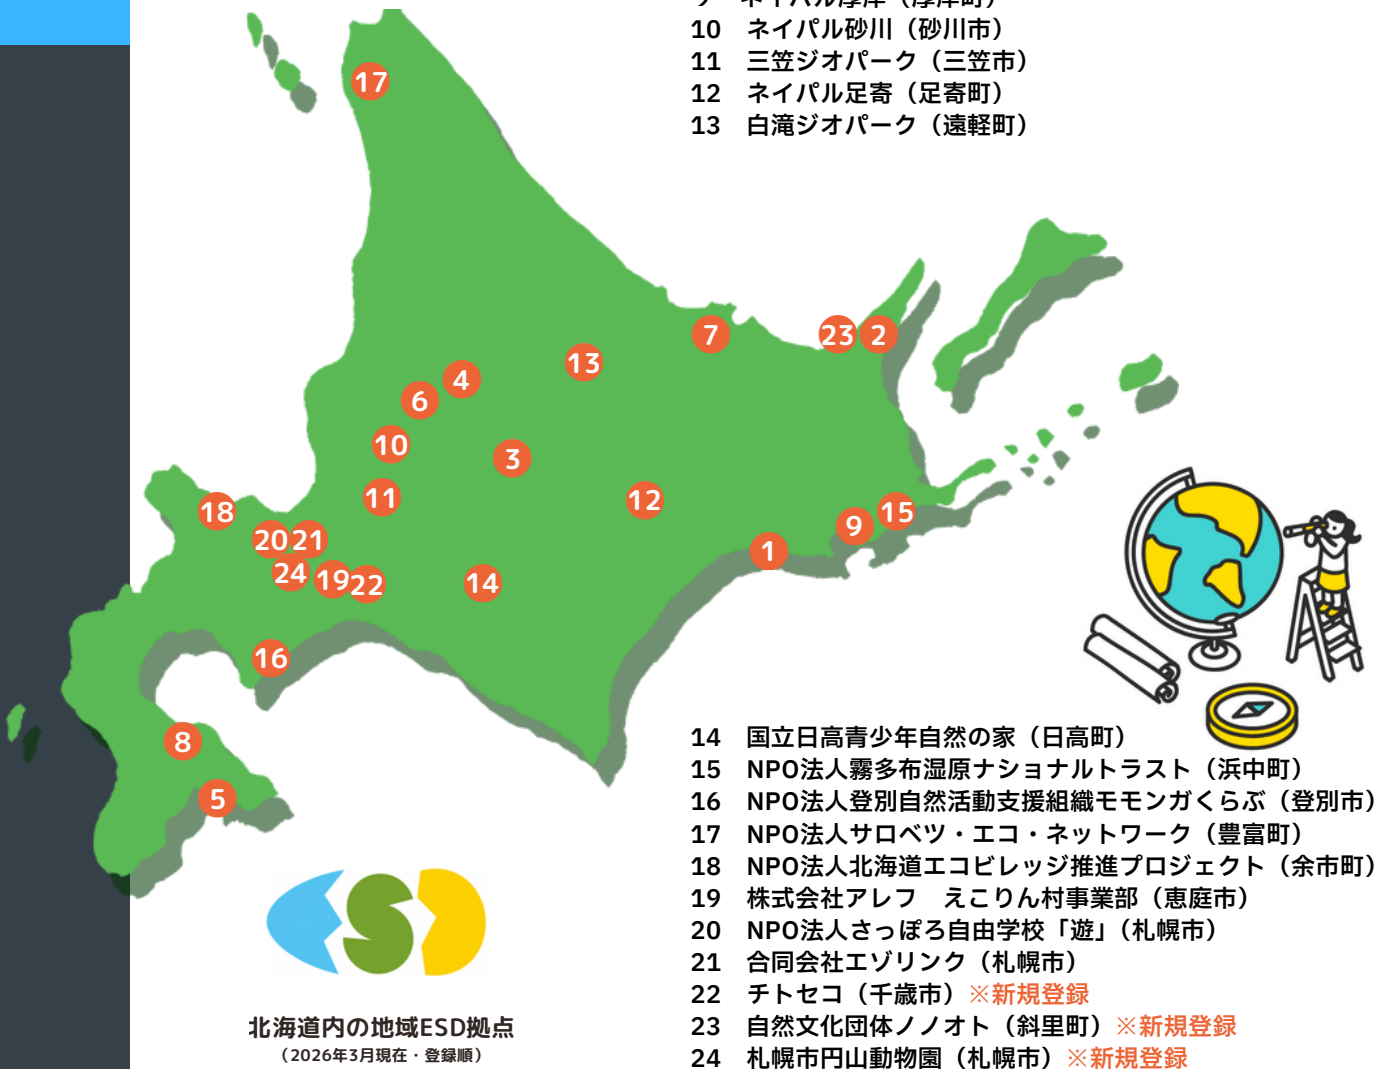 9 ネイパル厚岸（厚岸町）
10 ネイパル砂川（砂川市）
11 三笠ジオパーク（三笠市）
12 ネイパル足寄（足寄町）
13 白滝ジオパーク（遠軽町）
17
7
23
2
13
4
6
10
3
11
12
18
15
9
20
21
1
24
19
22
14
16
8
5
14 国立日高青少年自然の家（日高町）
15 NPO法人霧多布湿原ナショナルトラスト（浜中町）
16 NPO法人登別自然活動支援組織モモンガくらぶ（登別市）
17 NPO法人サロベツ・エコ・ネットワーク（豊富町）
18 NPO法人北海道エコビレッジ推進プロジェクト（余市町）
19 株式会社アレフ　えこりん村事業部（恵庭市）
20 NPO法人さっぽろ自由学校「遊」（札幌市）
21 合同会社エゾリンク（札幌市）
22 チトセコ（千歳市）※新規登録
23 自然文化団体ノノオト（斜里町）※新規登録
24 札幌市円山動物園（札幌市）※新規登録
ESD
北海道内の地域ESD拠点
（2026年3月現在・登録順）